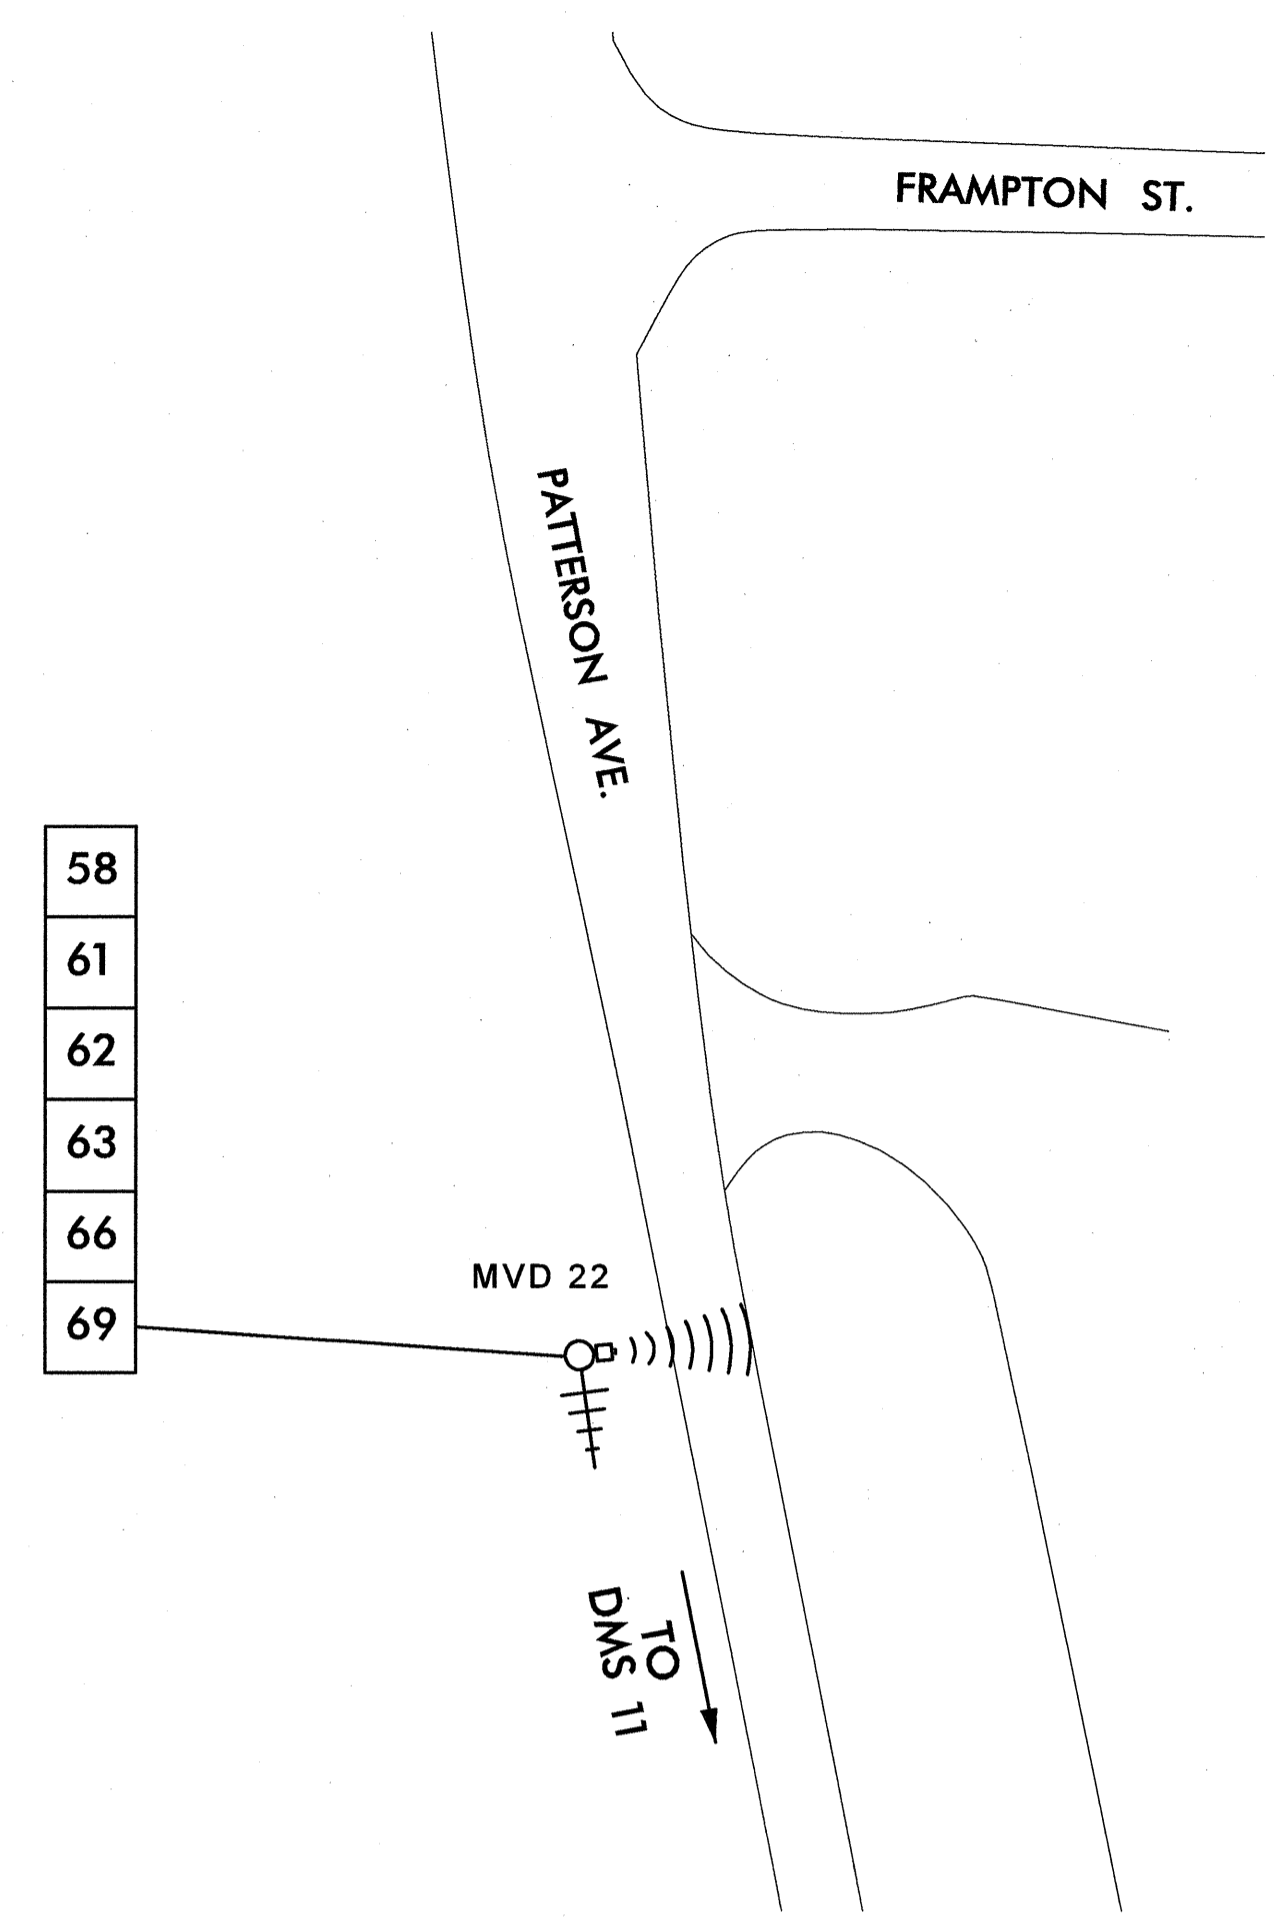 FRAMPTON ST.
PATTERSON AVE.
58
61
62
63
66
69
MVD 22
TO
DMS 11